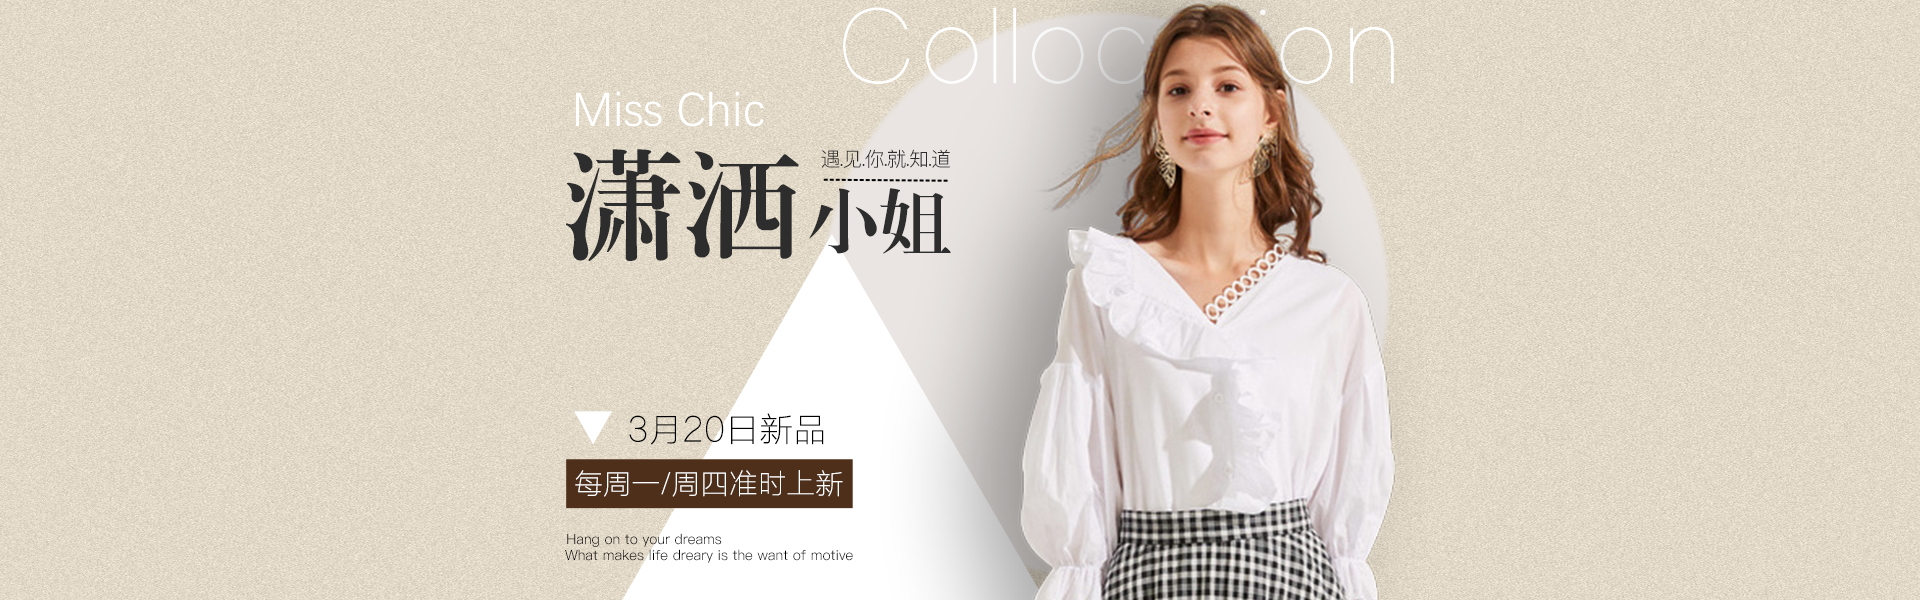 Colloc ion
Miss Chic
遇.见.你.就.知.道
潇洒小姐
3月20日新品
每周一/周四准时上新
Hang on to your dreams
What makes life dreary is the want of motive